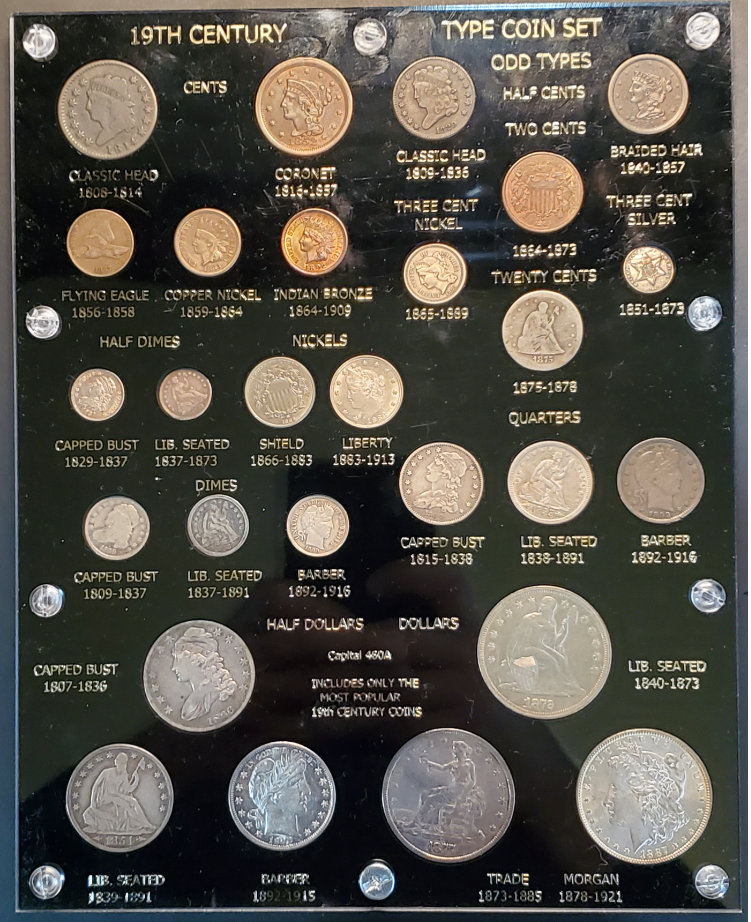 19TH CENTURY
TYPE COIN SET
ODD TYPES
CENTS
HALF CENTS
TWO CENTS
CLASSIC HEAD
1808-1814
CORONET
1816-1857
CLASSIC HEAD
1809-1836
BRAIDED HAIR
1840-1857
THREE CENT
NICKEL
THREE CENT
SILVER
1864-1873
FLYING EAGLE
1856-1858
COPPER NICKEL
1859-1864
INDIAN BRONZE
1864-1909
1865-1889
TWENTY CENTS
1851-1873
HALF DIMES
NICKELS
1875
1875-1878
QUARTERS
CAPPED BUST
1829-1837
LIB. SEATED
1837-1873
SHIELD
1866-1883
LIBERTY
1883-1913
DIMES
CAPPED BUST
1815-1838
LIB. SEATED
1838-1891
BARBER
1892-1916
CAPPED BUST
1809-1837
LIB. SEATED
1837-1891
BARBER
1892-1916
HALF DOLLARS
DOLLARS
Capital 460A
INCLUDES ONLY THE
MOST POPULAR
19th CENTURY COINS
CAPPED BUST
1807-1836
LIB. SEATED
1840-1873
1887
LIB. SEATED
1839-1891
BARBER
1892-1915
TRADE
1873-1885
MORGAN
1878-1921